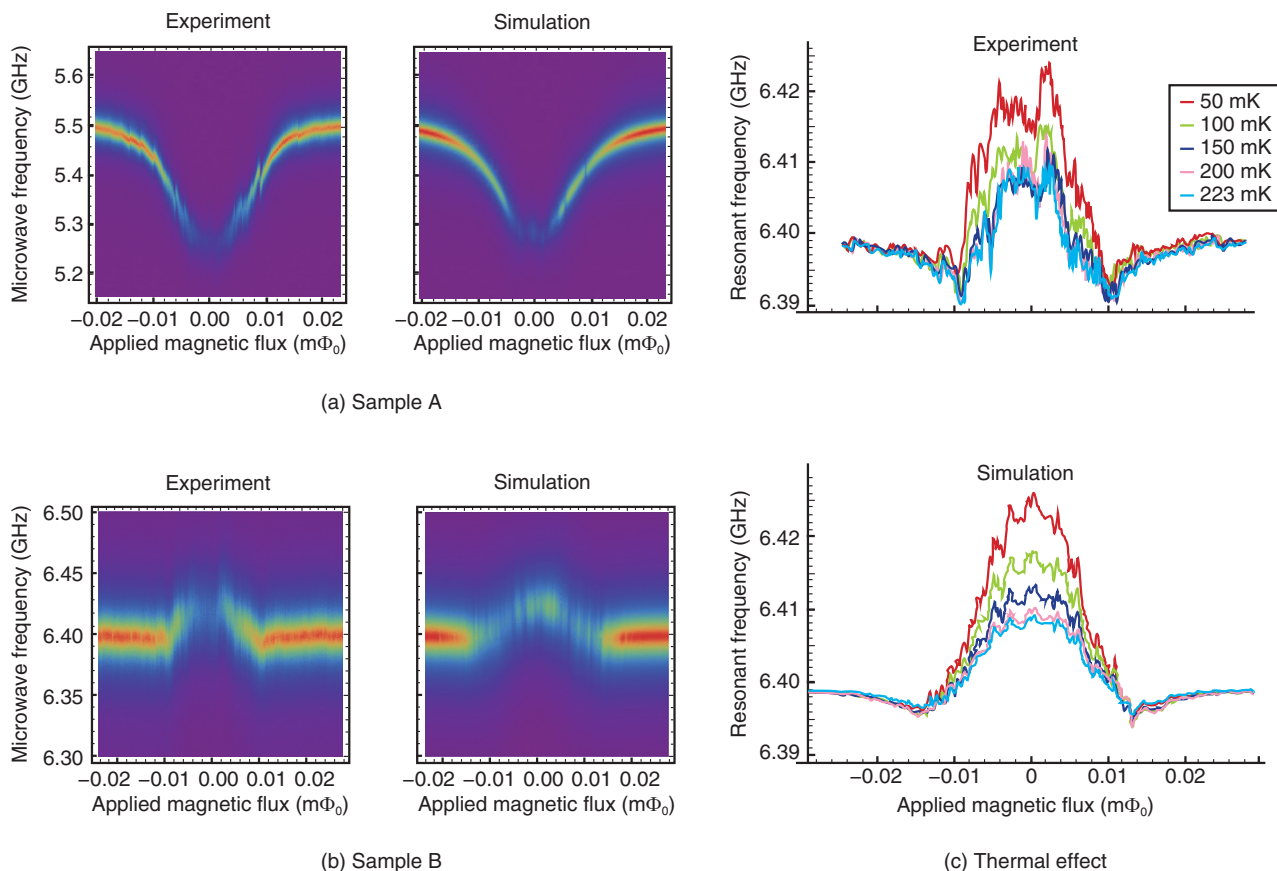 Experiment
Microwave frequency (GHz)
5.6
5.5
5.4
5.3
5.2
−0.02 −0.01 0.00 0.01 0.02
Applied magnetic flux (mΦ₀)
Simulation
−0.02 −0.01 0.00 0.01 0.02
Applied magnetic flux (mΦ₀)
(a) Sample A
Experiment
Resonant frequency (GHz)
6.42
6.41
6.40
6.39
50 mK
100 mK
150 mK
200 mK
223 mK
Experiment
Microwave frequency (GHz)
6.50
6.45
6.40
6.35
6.30
−0.02 −0.01 0.00 0.01 0.02
Applied magnetic flux (mΦ₀)
Simulation
−0.02 −0.01 0.00 0.01 0.02
Applied magnetic flux (mΦ₀)
(b) Sample B
Simulation
Resonant frequency (GHz)
6.42
6.41
6.40
6.39
−0.02 −0.01 0 0.01 0.02
Applied magnetic flux (mΦ₀)
(c) Thermal effect